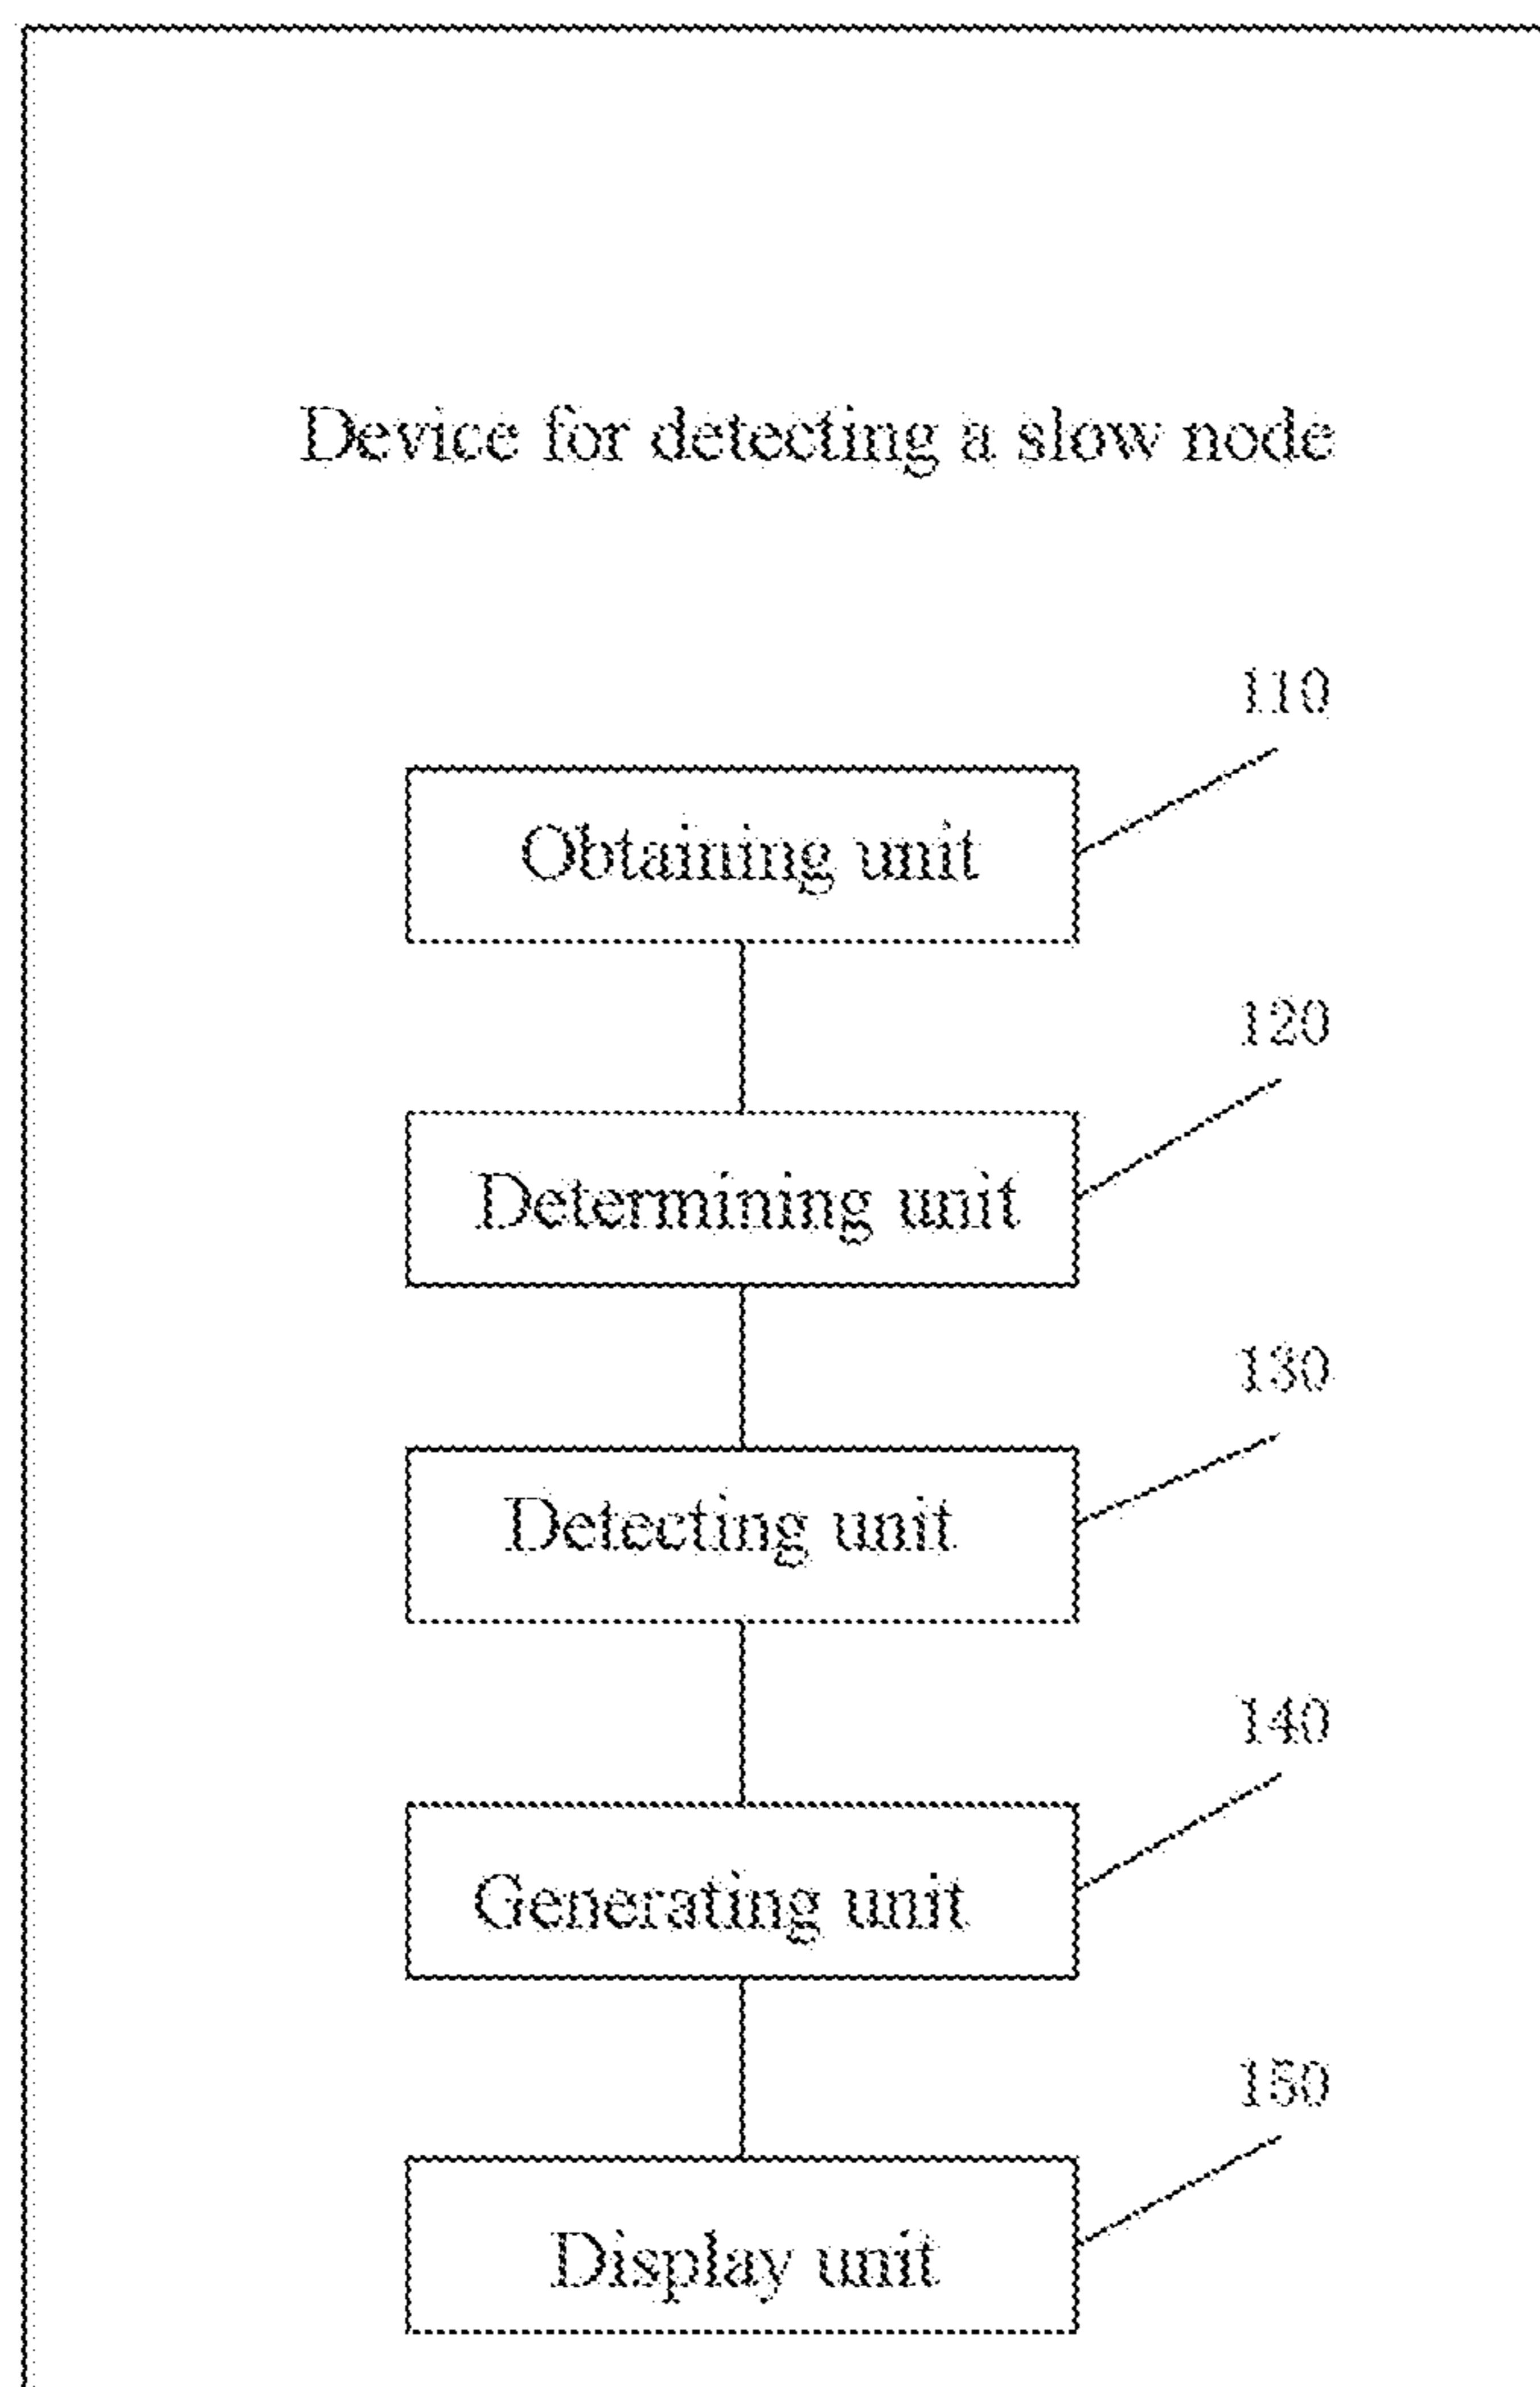 Device for detecting a slow node
110
Obtaining unit
120
Determining unit
130
Detecting unit
140
Generating unit
150
Display unit